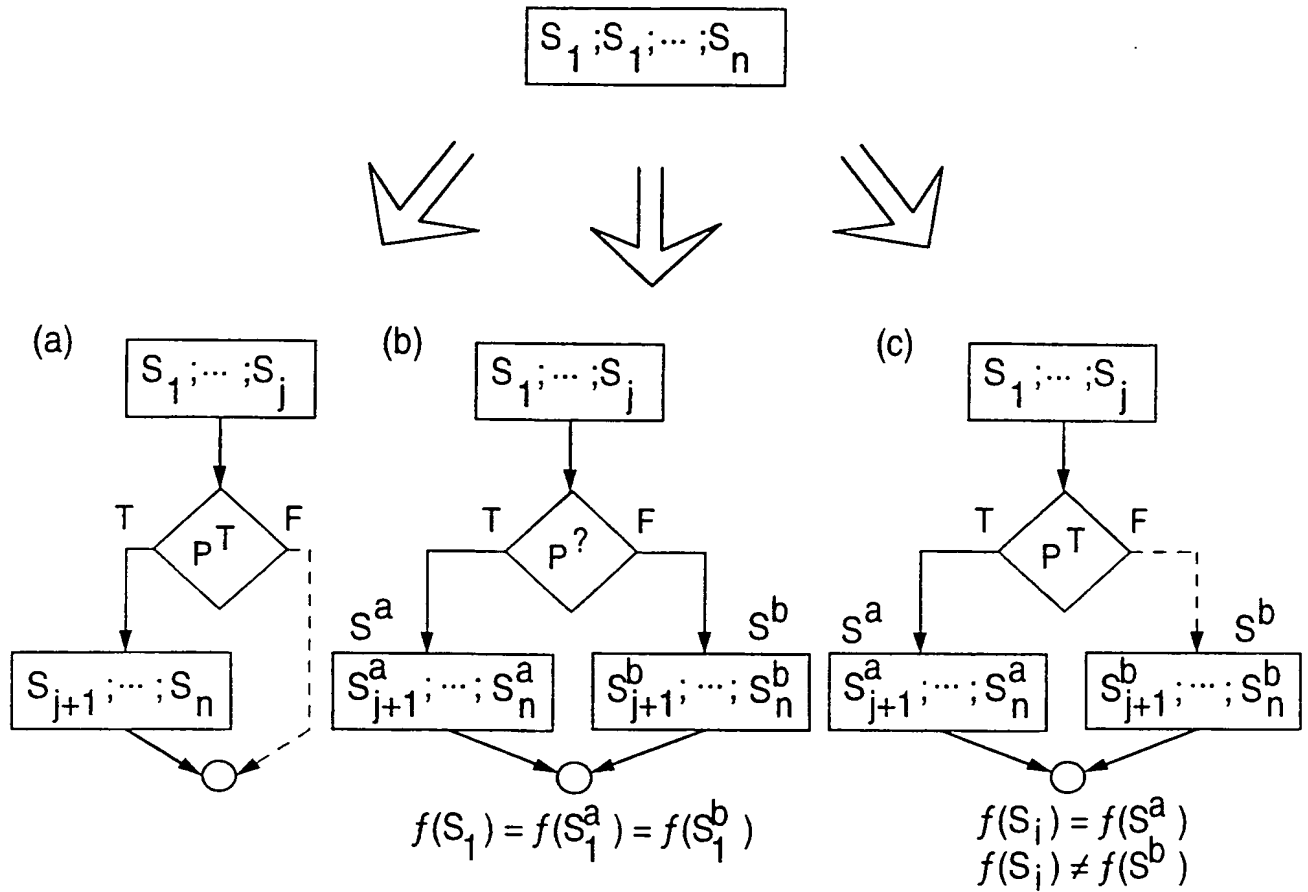 S1 ;S1; ··· ;Sn
(a)
S1 ; ··· ;Sj
T
P^T
F
Sj+1; ··· ; Sn
(b)
S1 ; ··· ;Sj
T
P^?
F
S^a
S^b
S^a_j+1; ··· ; S^a_n
S^b_j+1; ··· ; S^b_n
f(S1) = f(S^a_1) = f(S^b_1)
(c)
S1 ; ··· ;Sj
T
P^T
F
S^a
S^b
S^a_j+1; ··· ; S^a_n
S^b_j+1; ··· ; S^b_n
f(Si) = f(S^a)
f(Si) ≠ f(S^b)